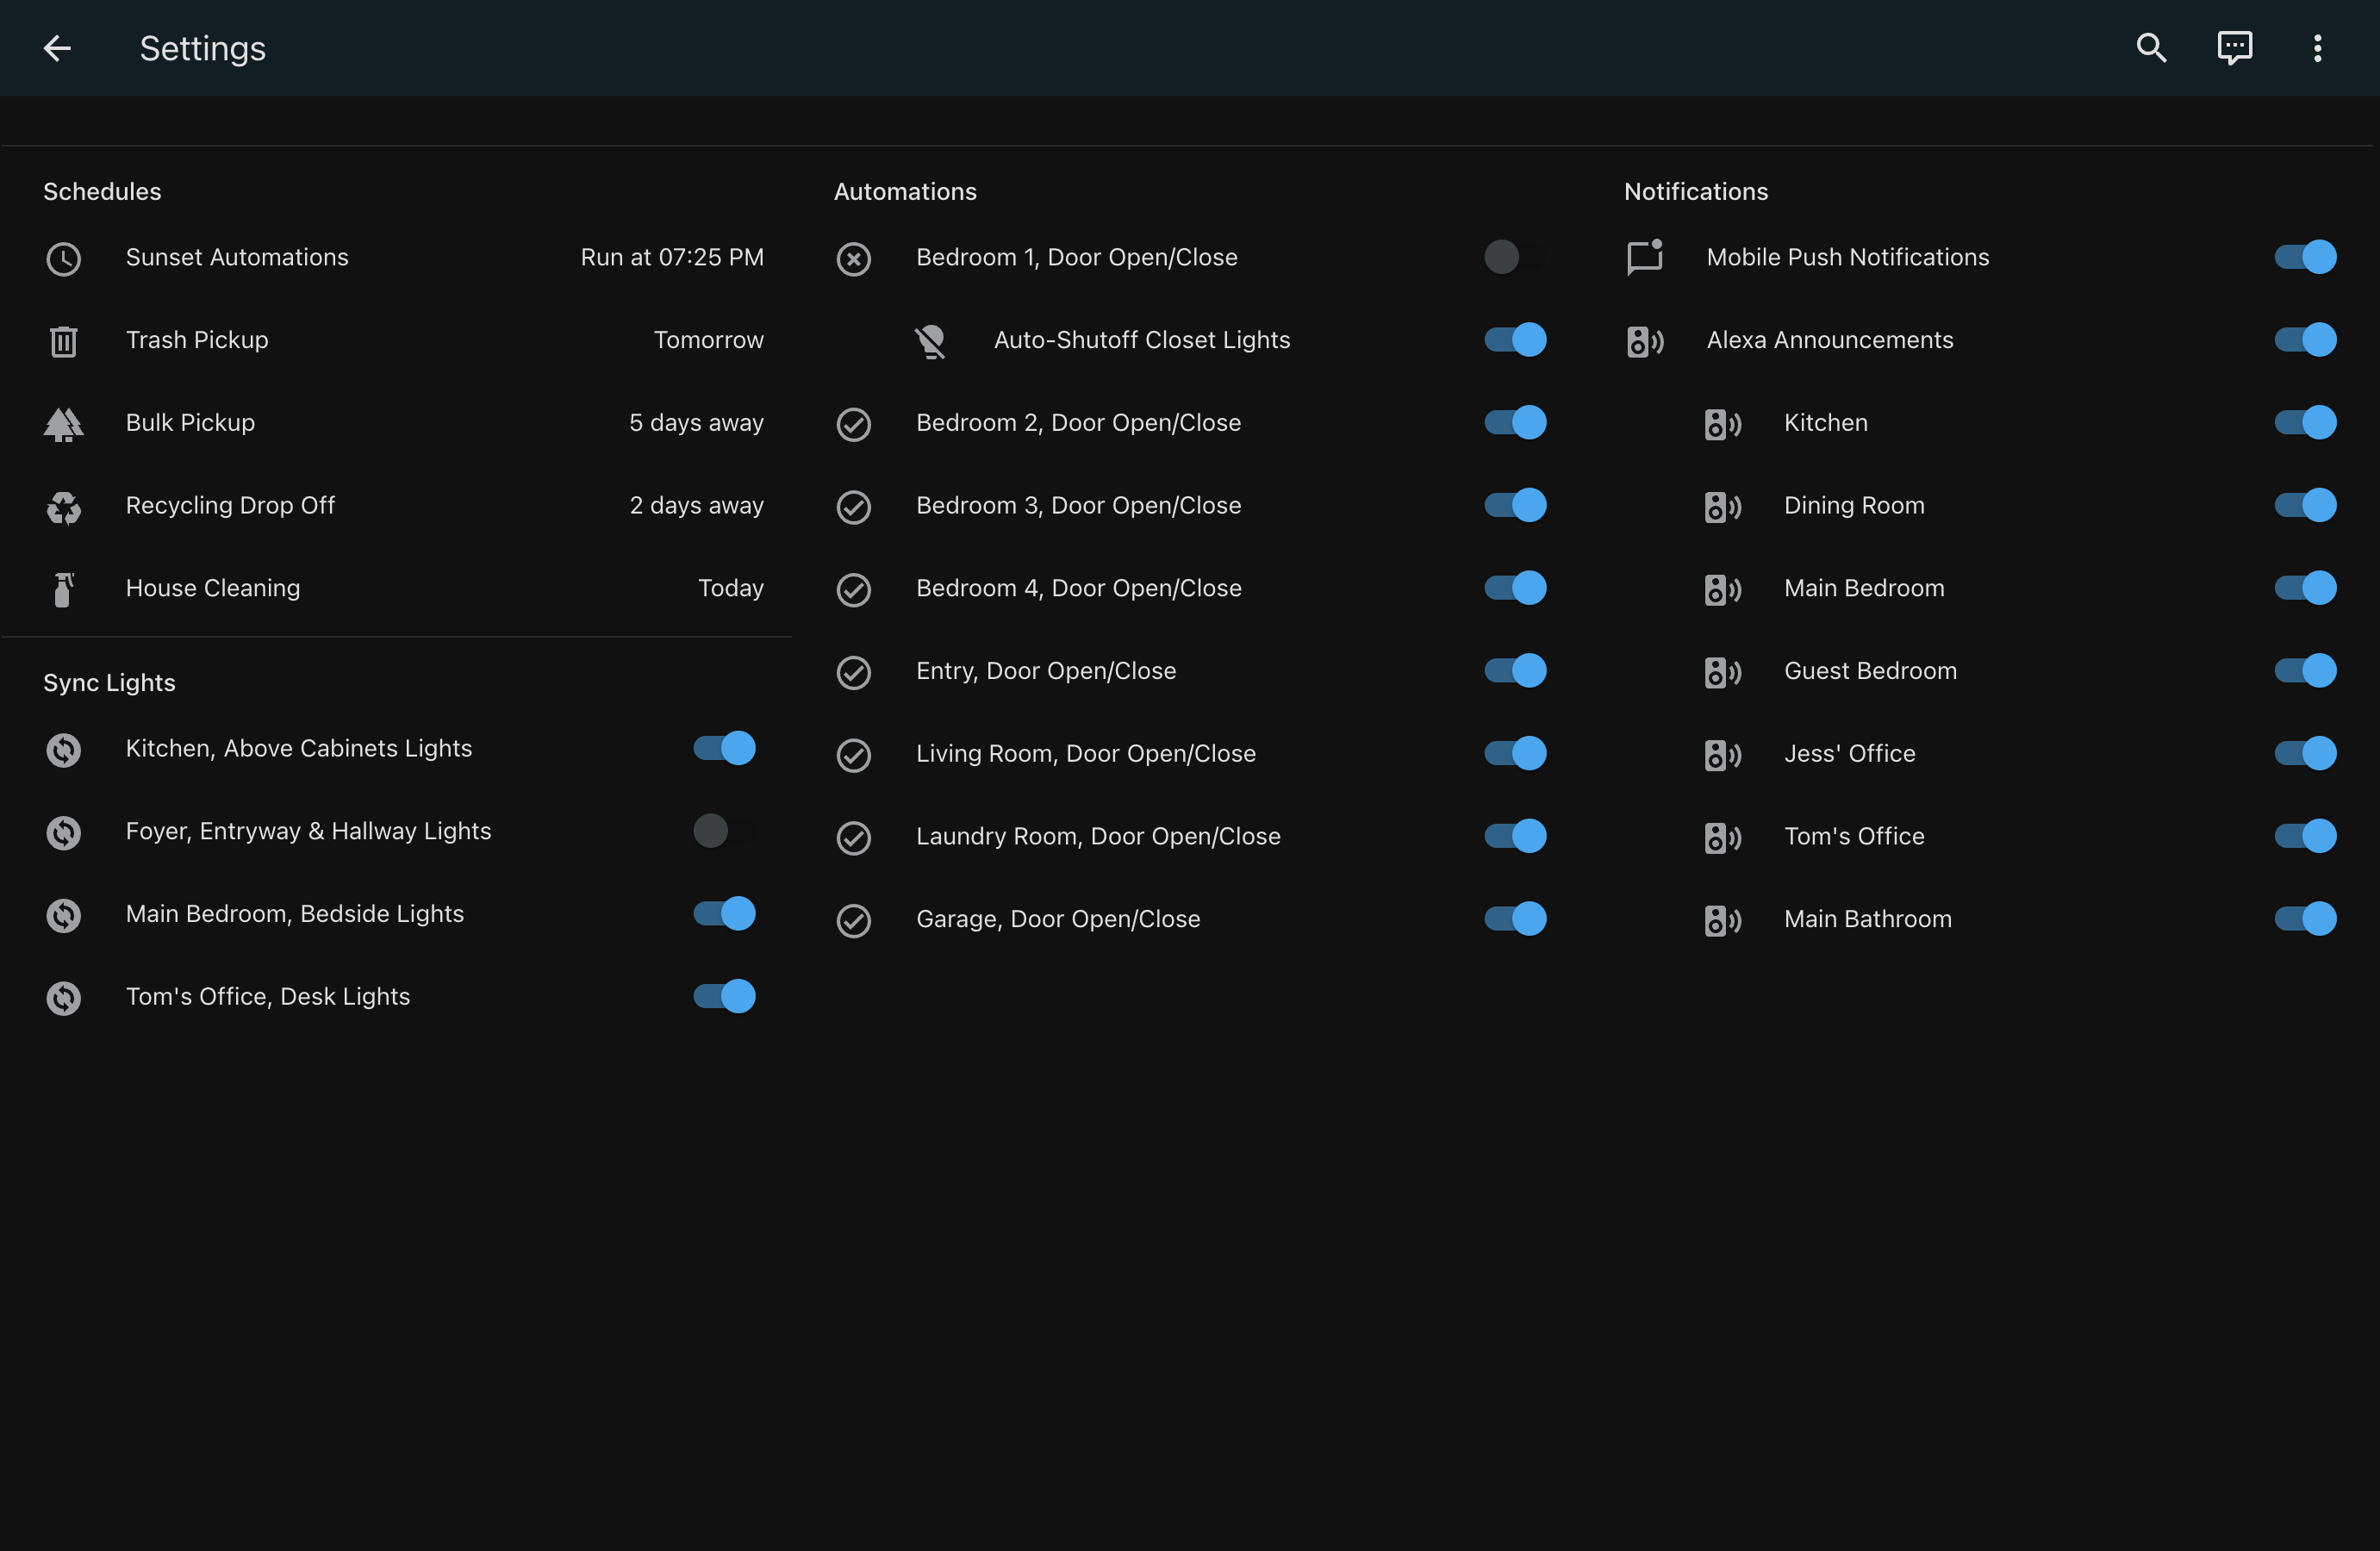 Settings
Schedules
Sunset Automations Run at 07:25 PM
Trash Pickup Tomorrow
Bulk Pickup 5 days away
Recycling Drop Off 2 days away
House Cleaning Today
Sync Lights
Kitchen, Above Cabinets Lights
Foyer, Entryway & Hallway Lights
Main Bedroom, Bedside Lights
Tom's Office, Desk Lights
Automations
Bedroom 1, Door Open/Close
Auto-Shutoff Closet Lights
Bedroom 2, Door Open/Close
Bedroom 3, Door Open/Close
Bedroom 4, Door Open/Close
Entry, Door Open/Close
Living Room, Door Open/Close
Laundry Room, Door Open/Close
Garage, Door Open/Close
Notifications
Mobile Push Notifications
Alexa Announcements
Kitchen
Dining Room
Main Bedroom
Guest Bedroom
Jess' Office
Tom's Office
Main Bathroom